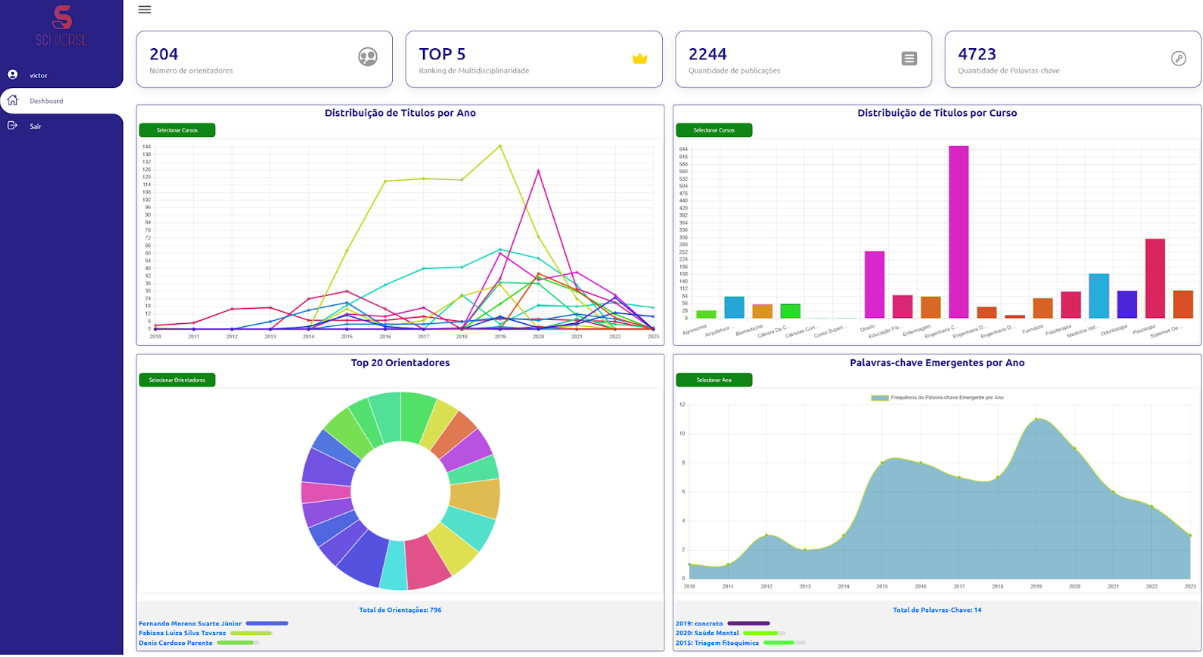 SCI VERSE
victor
Dashboard
Sair
204
Número de orientadores
TOP 5
Ranking de Multidisciplinaridade
2244
Quantidade de publicações
4723
Quantidade de Palavras-chave
Distribuição de Títulos por Ano
Selecionar Cursos
144
138
132
126
120
114
108
102
96
90
84
78
72
66
60
54
48
42
36
30
24
18
12
6
0
2010 2011 2012 2013 2014 2015 2016 2017 2018 2019 2020 2021 2022 2023
Distribuição de Títulos por Curso
Selecionar Cursos
644
616
588
560
532
504
476
448
420
392
364
336
308
280
252
224
196
168
140
112
84
56
28
0
Agronomia Arquitetura ... Biomedicina Ciência Da C... Ciências Con... Curso Superi... Direito Educação Fís... Enfermagem Engenharia C... Engenharia D... Engenharia D... Farmácia Fisioterapia Medicina Vet... Odontologia Psicologia Sistemas De ...
Top 20 Orientadores
Selecionar Orientadores
Total de Orientações: 796
Fernando Moreno Suarte Júnior
Fabiana Luiza Silva Tavares
Denis Cardoso Parente
Palavras-chave Emergentes por Ano
Selecionar Ano
Frequência da Palavra-chave Emergente por Ano
12
10
8
6
4
2
0
2010 2011 2012 2013 2014 2015 2016 2017 2018 2019 2020 2021 2022 2023
Total de Palavras-Chave: 14
2019: concreto
2020: Saúde Mental
2015: Triagem fitoquímica